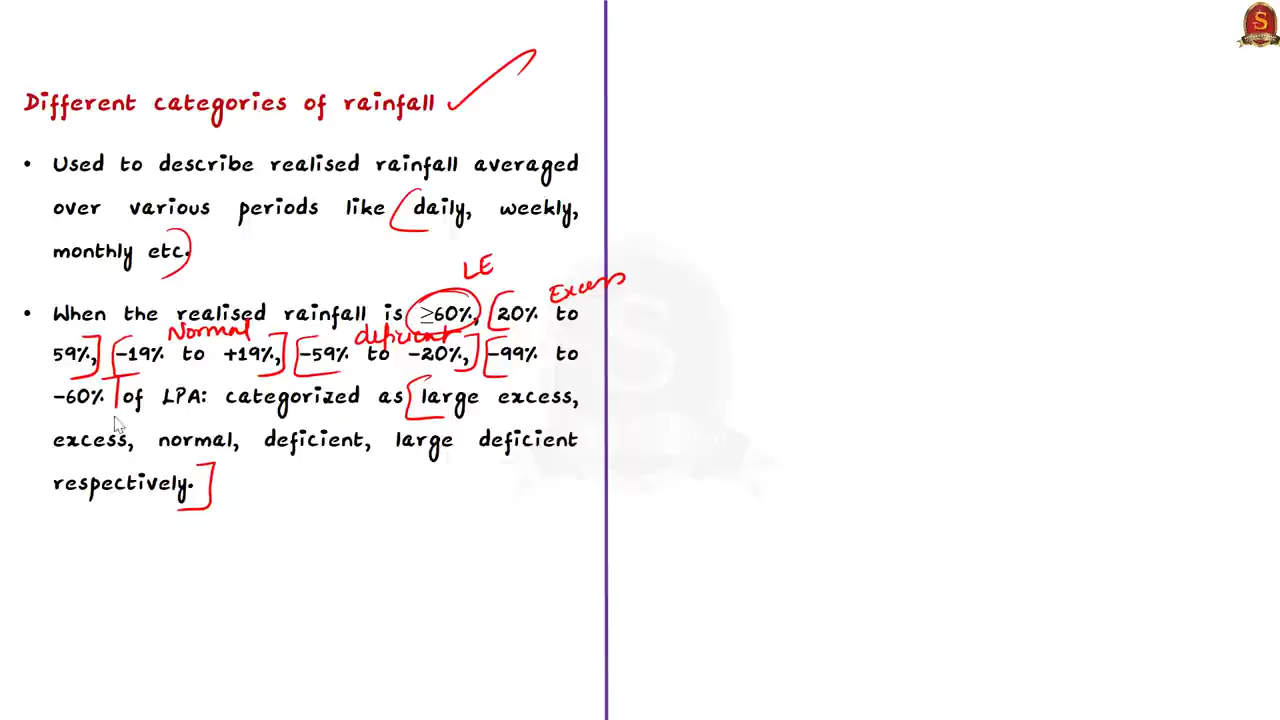 Different categories of rainfall
• Used to describe realised rainfall averaged
over various periods like daily, weekly,
monthly etc.
LE
Excess
• When the realised rainfall is ≥60%, 20% to
Normal deficient
59%, -19% to +19%, -59% to -20%, -99% to
-60% of LPA: categorized as large excess,
excess, normal, deficient, large deficient
respectively.
S